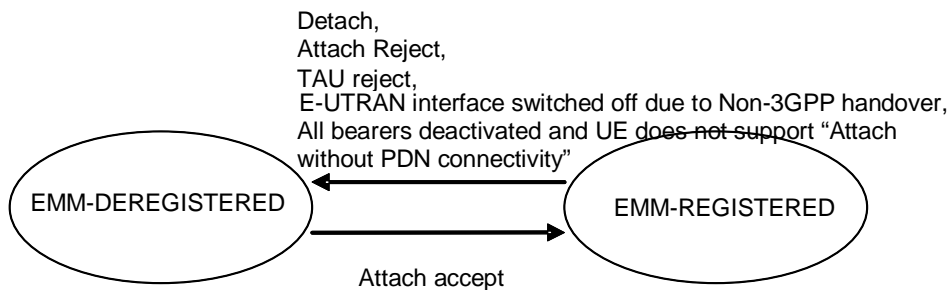 Detach,
Attach Reject,
TAU reject,
E-UTRAN interface switched off due to Non-3GPP handover,
All bearers deactivated and UE does not support “Attach
without PDN connectivity”
EMM-DEREGISTERED
EMM-REGISTERED
Attach accept